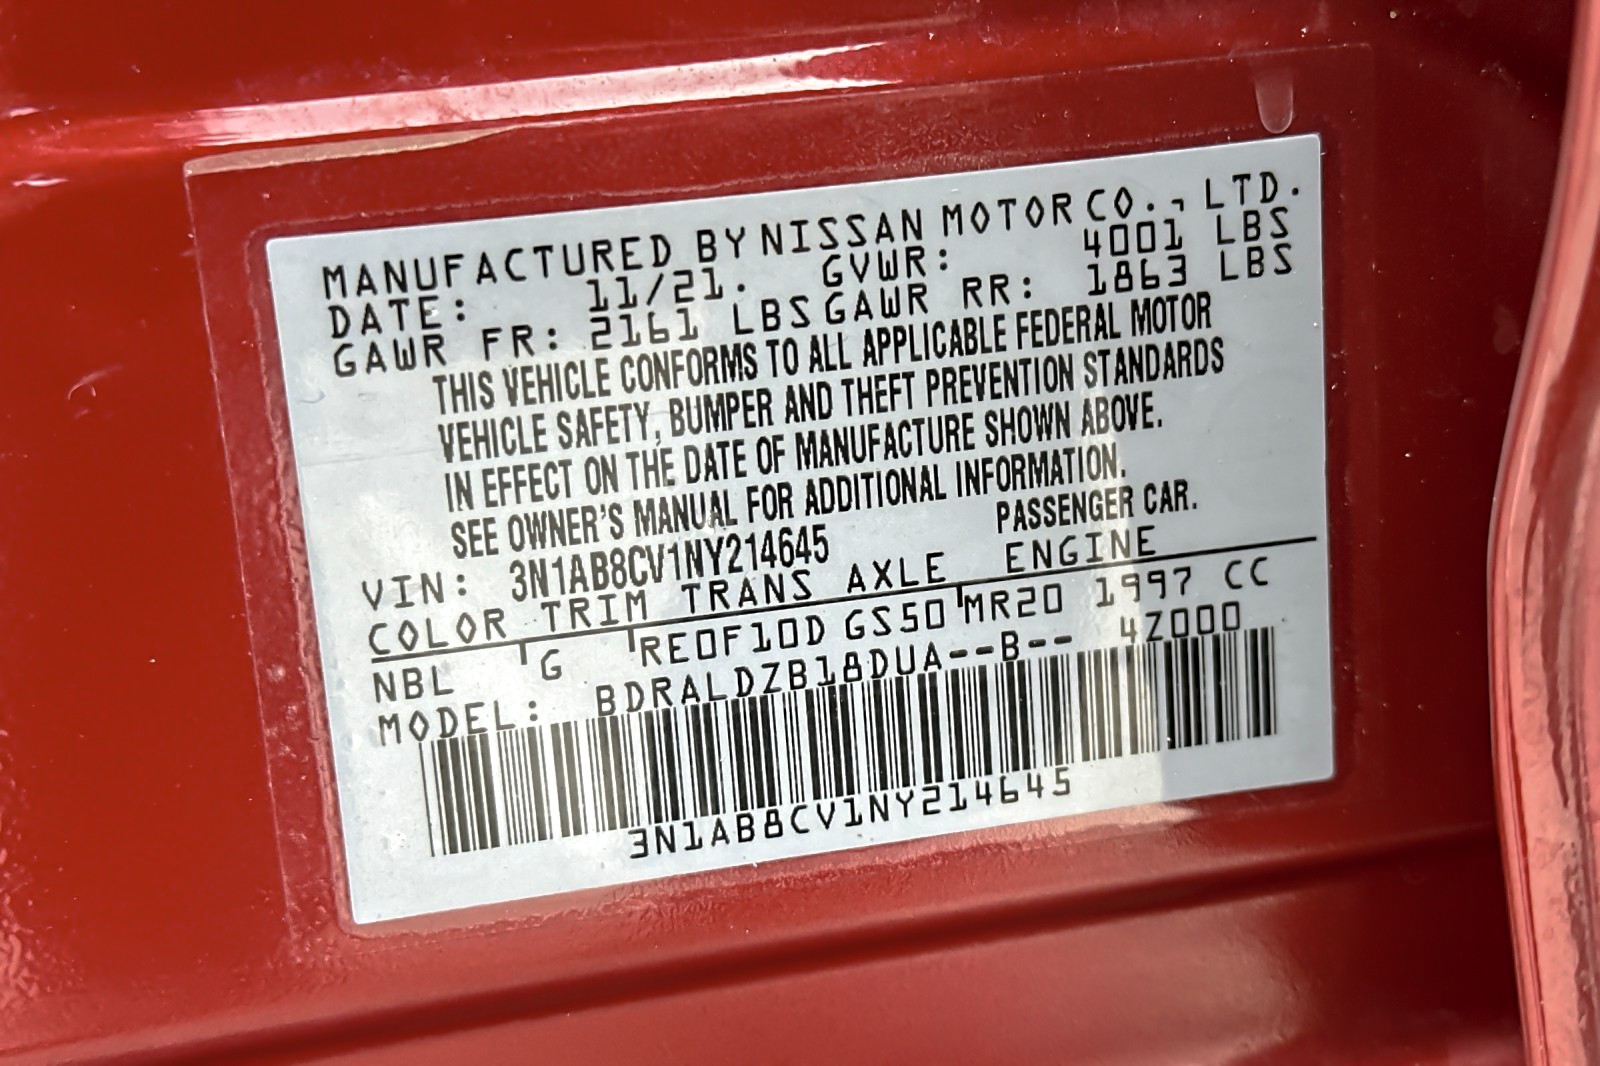 MANUFACTURED BY NISSAN MOTOR CO., LTD.
DATE: 11/21. GVWR: 4001 LBS
GAWR FR: 2161 LBS GAWR RR: 1863 LBS
THIS VEHICLE CONFORMS TO ALL APPLICABLE FEDERAL MOTOR
VEHICLE SAFETY, BUMPER AND THEFT PREVENTION STANDARDS
IN EFFECT ON THE DATE OF MANUFACTURE SHOWN ABOVE.
SEE OWNER'S MANUAL FOR ADDITIONAL INFORMATION.
VIN: 3N1AB8CV1NY214645 PASSENGER CAR.
COLOR TRIM TRANS AXLE ENGINE
NBL G RE0F10D GS50 MR20 1997 CC
MODEL: BDRALDZB18DUA--B-- 4Z000
3N1AB8CV1NY214645